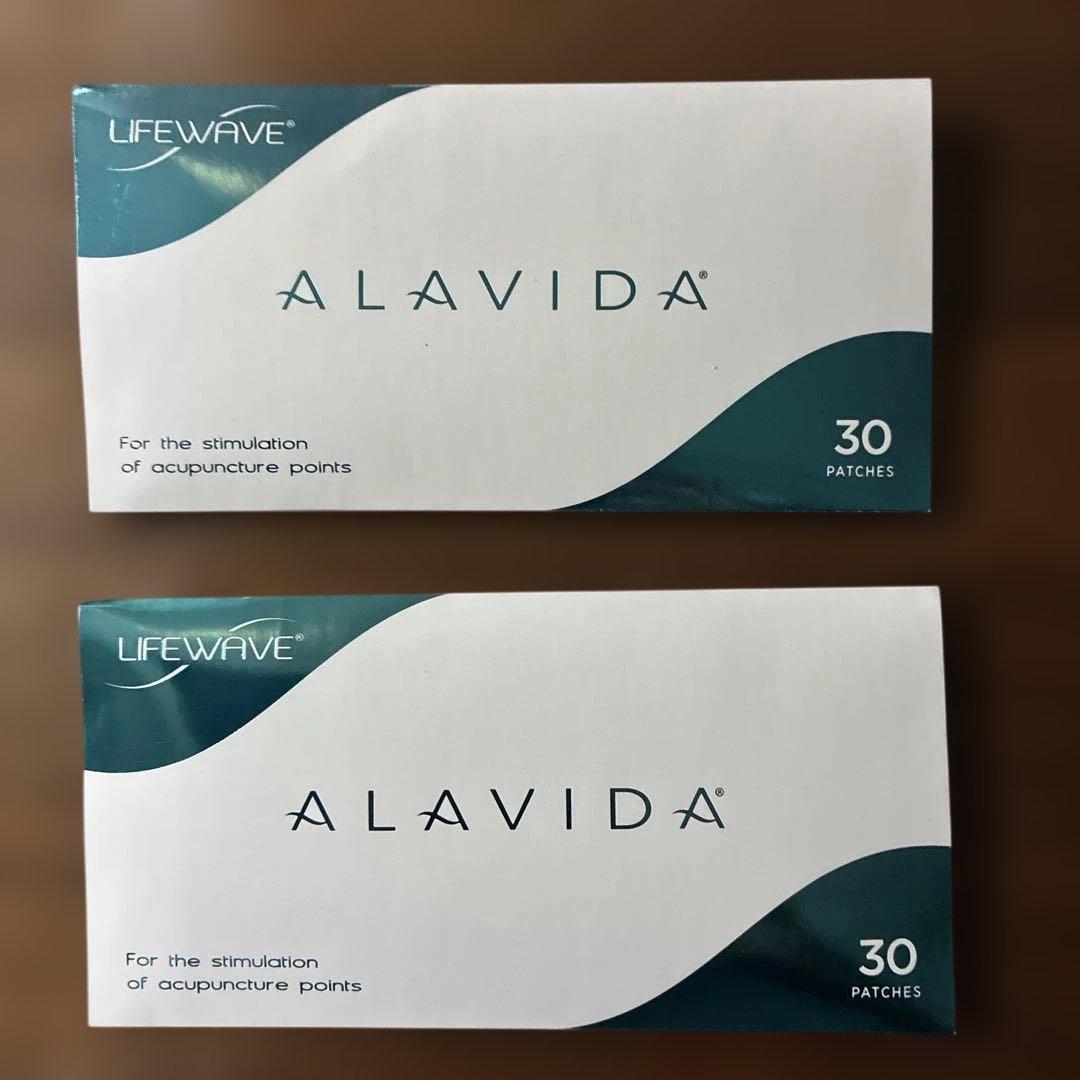 LIFEWAVE®
ALAVIDA®
For the stimulation
of acupuncture points
30
PATCHES
LIFEWAVE®
ALAVIDA®
For the stimulation
of acupuncture points
30
PATCHES